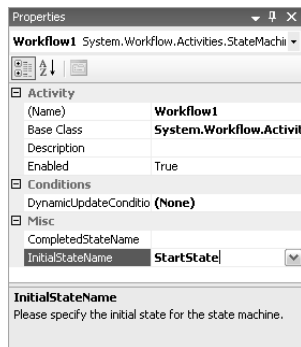 Properties
Workflow1 System.Workflow.Activities.StateMachi
Activity
(Name) Workflow1
Base Class System.Workflow.Activit
Description
Enabled True
Conditions
DynamicUpdateConditio (None)
Misc
CompletedStateName
InitialStateName StartState
InitialStateName
Please specify the initial state for the state machine.